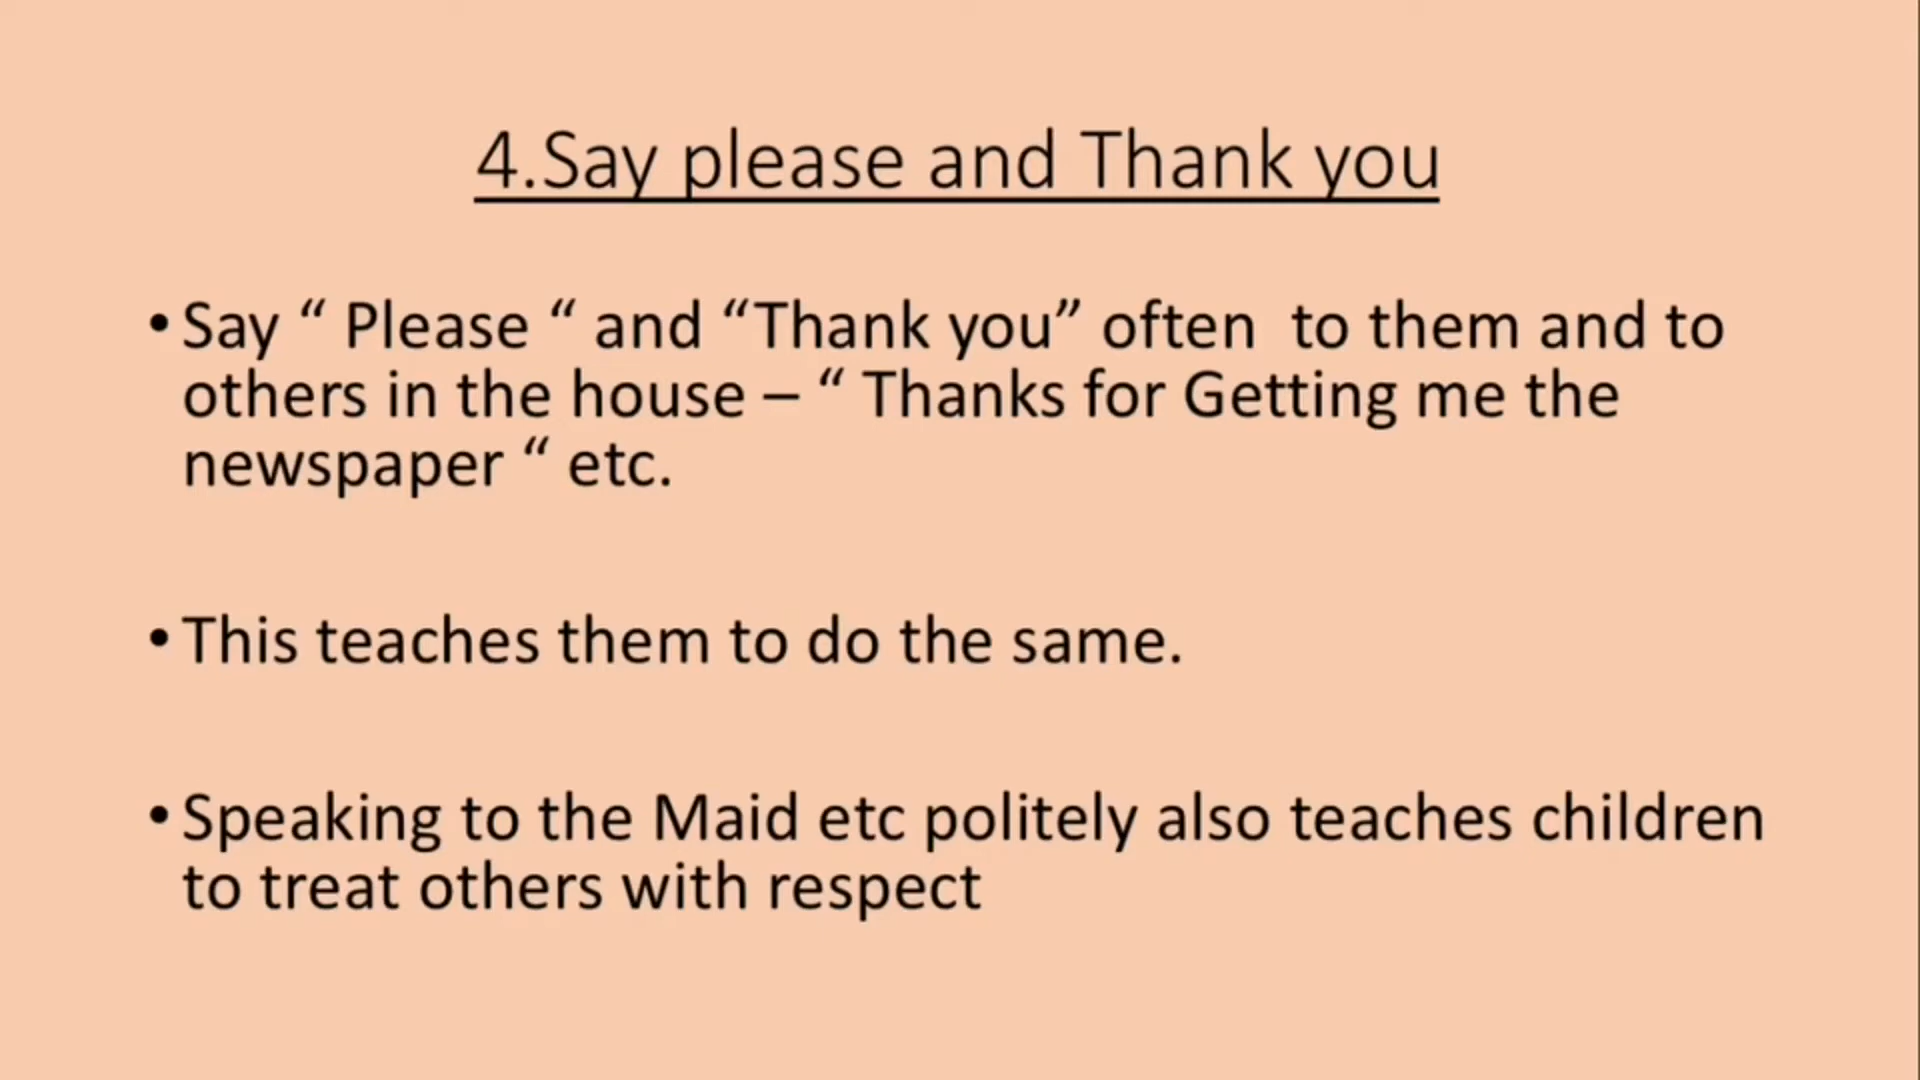 4.Say please and Thank you
• Say “ Please “ and “Thank you” often  to them and to
others in the house – “ Thanks for Getting me the
newspaper “ etc.
• This teaches them to do the same.
• Speaking to the Maid etc politely also teaches children
to treat others with respect